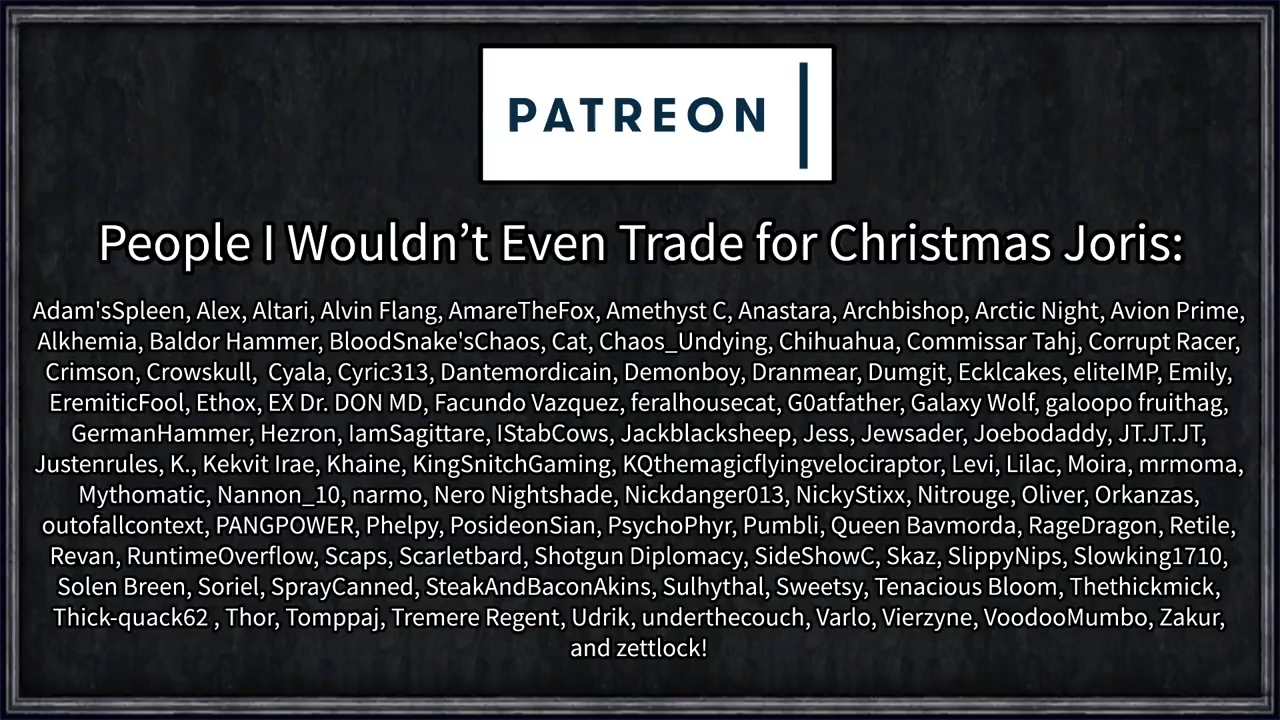 PATREON
People I Wouldn’t Even Trade for Christmas Joris:
Adam'sSpleen, Alex, Altari, Alvin Flang, AmareTheFox, Amethyst C, Anastara, Archbishop, Arctic Night, Avion Prime,
Alkhemia, Baldor Hammer, BloodSnake'sChaos, Cat, Chaos_Undying, Chihuahua, Commissar Tahj, Corrupt Racer,
Crimson, Crowskull,  Cyala, Cyric313, Dantemordicain, Demonboy, Dranmear, Dumgit, Ecklcakes, eliteIMP, Emily,
EremiticFool, Ethox, EX Dr. DON MD, Facundo Vazquez, feralhousecat, G0atfather, Galaxy Wolf, galoopo fruithag,
GermanHammer, Hezron, IamSagittare, IStabCows, Jackblacksheep, Jess, Jewsader, Joebodaddy, JT.JT.JT,
Justenrules, K., Kekvit Irae, Khaine, KingSnitchGaming, KQthemagicflyingvelociraptor, Levi, Lilac, Moira, mrmoma,
Mythomatic, Nannon_10, narmo, Nero Nightshade, Nickdanger013, NickyStixx, Nitrouge, Oliver, Orkanzas,
outofallcontext, PANGPOWER, Phelpy, PosideonSian, PsychoPhyr, Pumbli, Queen Bavmorda, RageDragon, Retile,
Revan, RuntimeOverflow, Scaps, Scarletbard, Shotgun Diplomacy, SideShowC, Skaz, SlippyNips, Slowking1710,
Solen Breen, Soriel, SprayCanned, SteakAndBaconAkins, Sulhythal, Sweetsy, Tenacious Bloom, Thethickmick,
Thick-quack62 , Thor, Tomppaj, Tremere Regent, Udrik, underthecouch, Varlo, Vierzyne, VoodooMumbo, Zakur,
and zettlock!